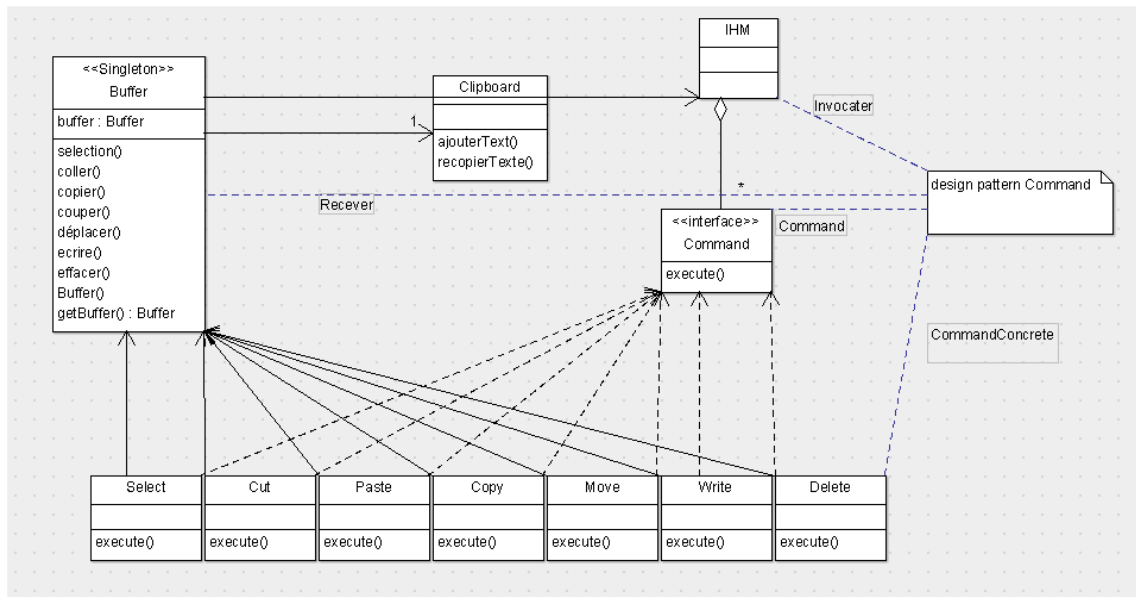 <<Singleton>>
Buffer
buffer : Buffer
selection()
coller()
copier()
couper()
déplacer()
ecrire()
effacer()
Buffer()
getBuffer() : Buffer
Clipboard
ajouterText()
recopierTexte()
1
IHM
Invocater
design pattern Command
Recever
*
<<interface>>
Command
execute()
Command
CommandConcrete
Select
execute()
Cut
execute()
Paste
execute()
Copy
execute()
Move
execute()
Write
execute()
Delete
execute()